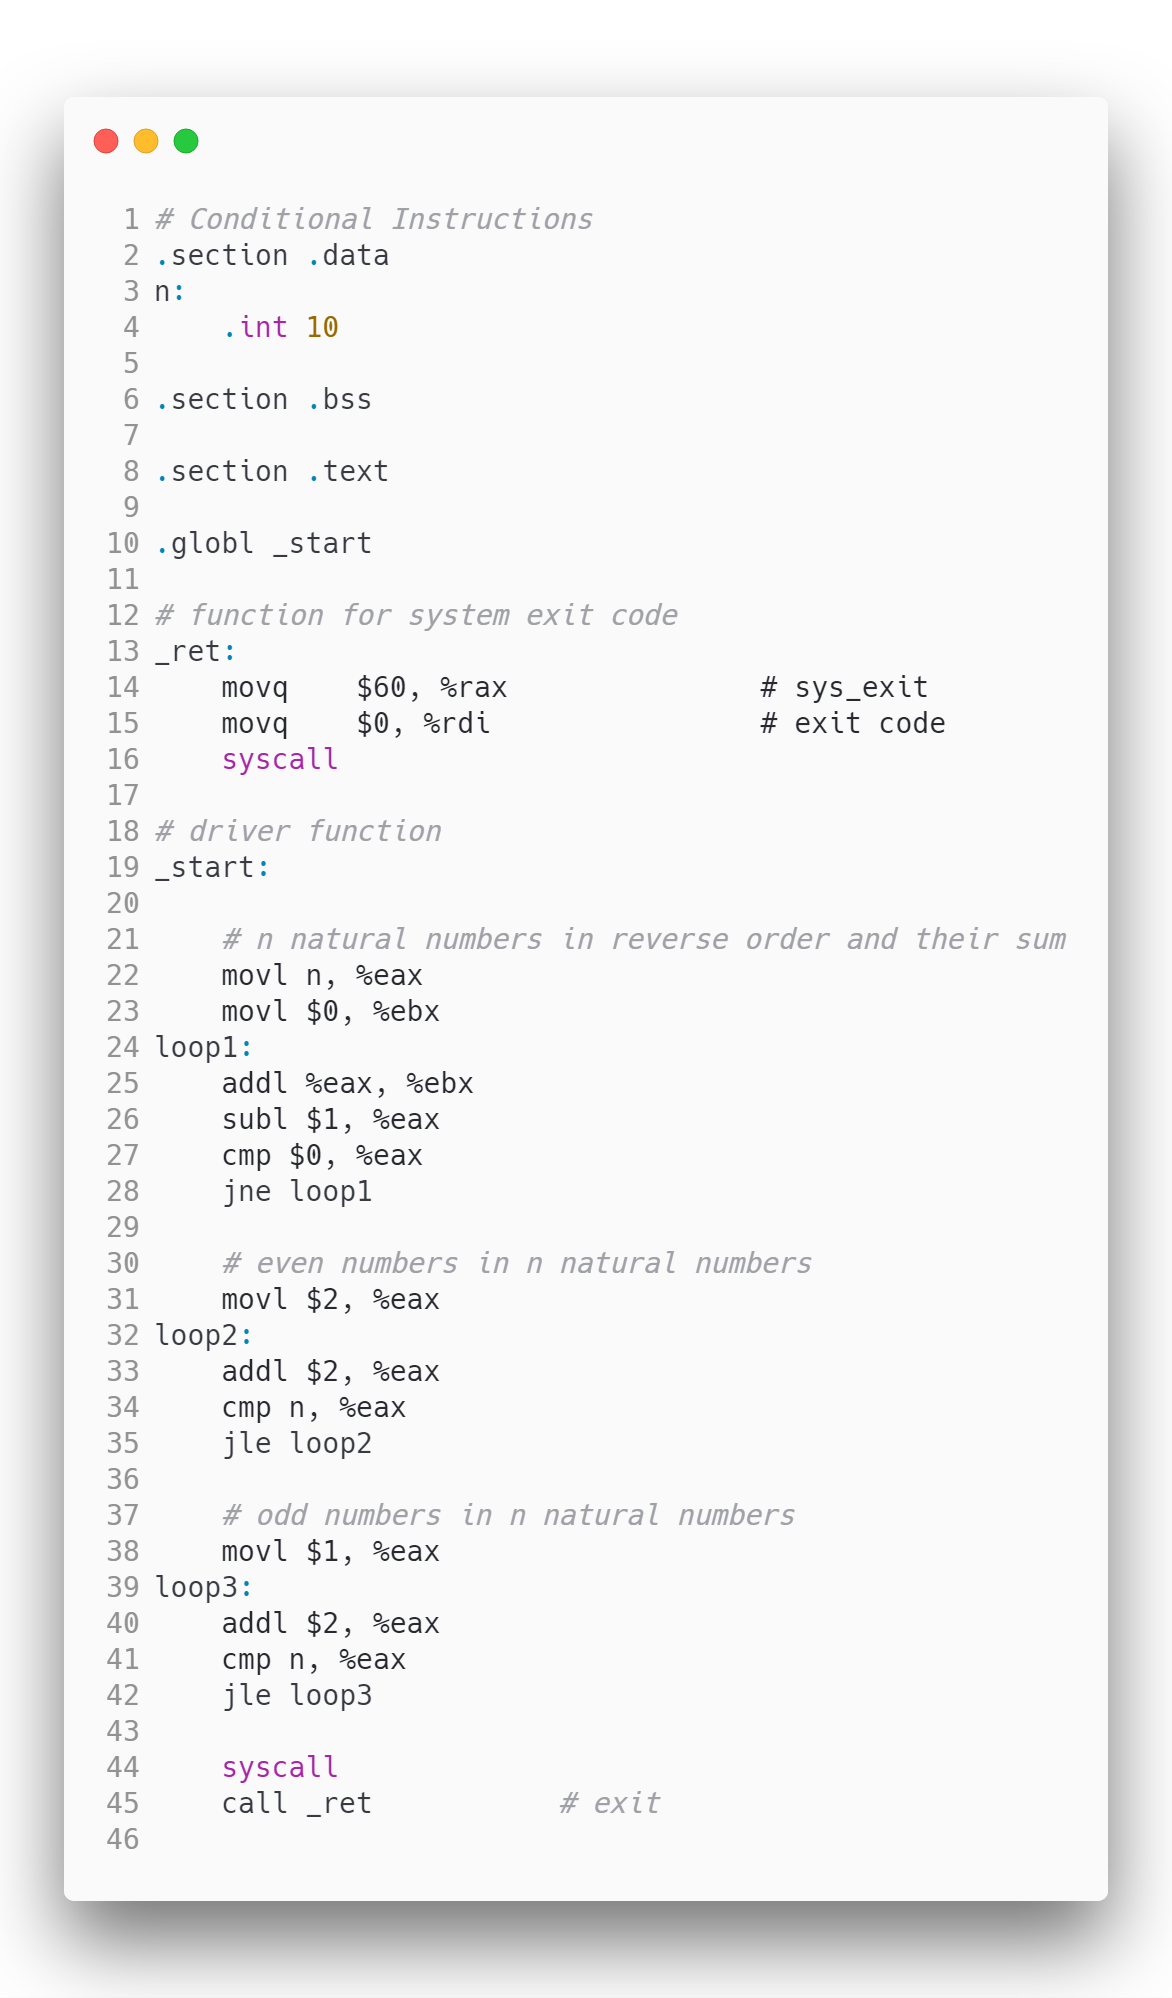 1 # Conditional Instructions
2 .section .data
3 n:
4     .int 10
5
6 .section .bss
7
8 .section .text
9
10 .globl _start
11
12 # function for system exit code
13 _ret:
14     movq    $60, %rax               # sys_exit
15     movq    $0, %rdi                # exit code
16     syscall
17
18 # driver function
19 _start:
20
21     # n natural numbers in reverse order and their sum
22     movl n, %eax
23     movl $0, %ebx
24 loop1:
25     addl %eax, %ebx
26     subl $1, %eax
27     cmp $0, %eax
28     jne loop1
29
30     # even numbers in n natural numbers
31     movl $2, %eax
32 loop2:
33     addl $2, %eax
34     cmp n, %eax
35     jle loop2
36
37     # odd numbers in n natural numbers
38     movl $1, %eax
39 loop3:
40     addl $2, %eax
41     cmp n, %eax
42     jle loop3
43
44     syscall
45     call _ret           # exit
46